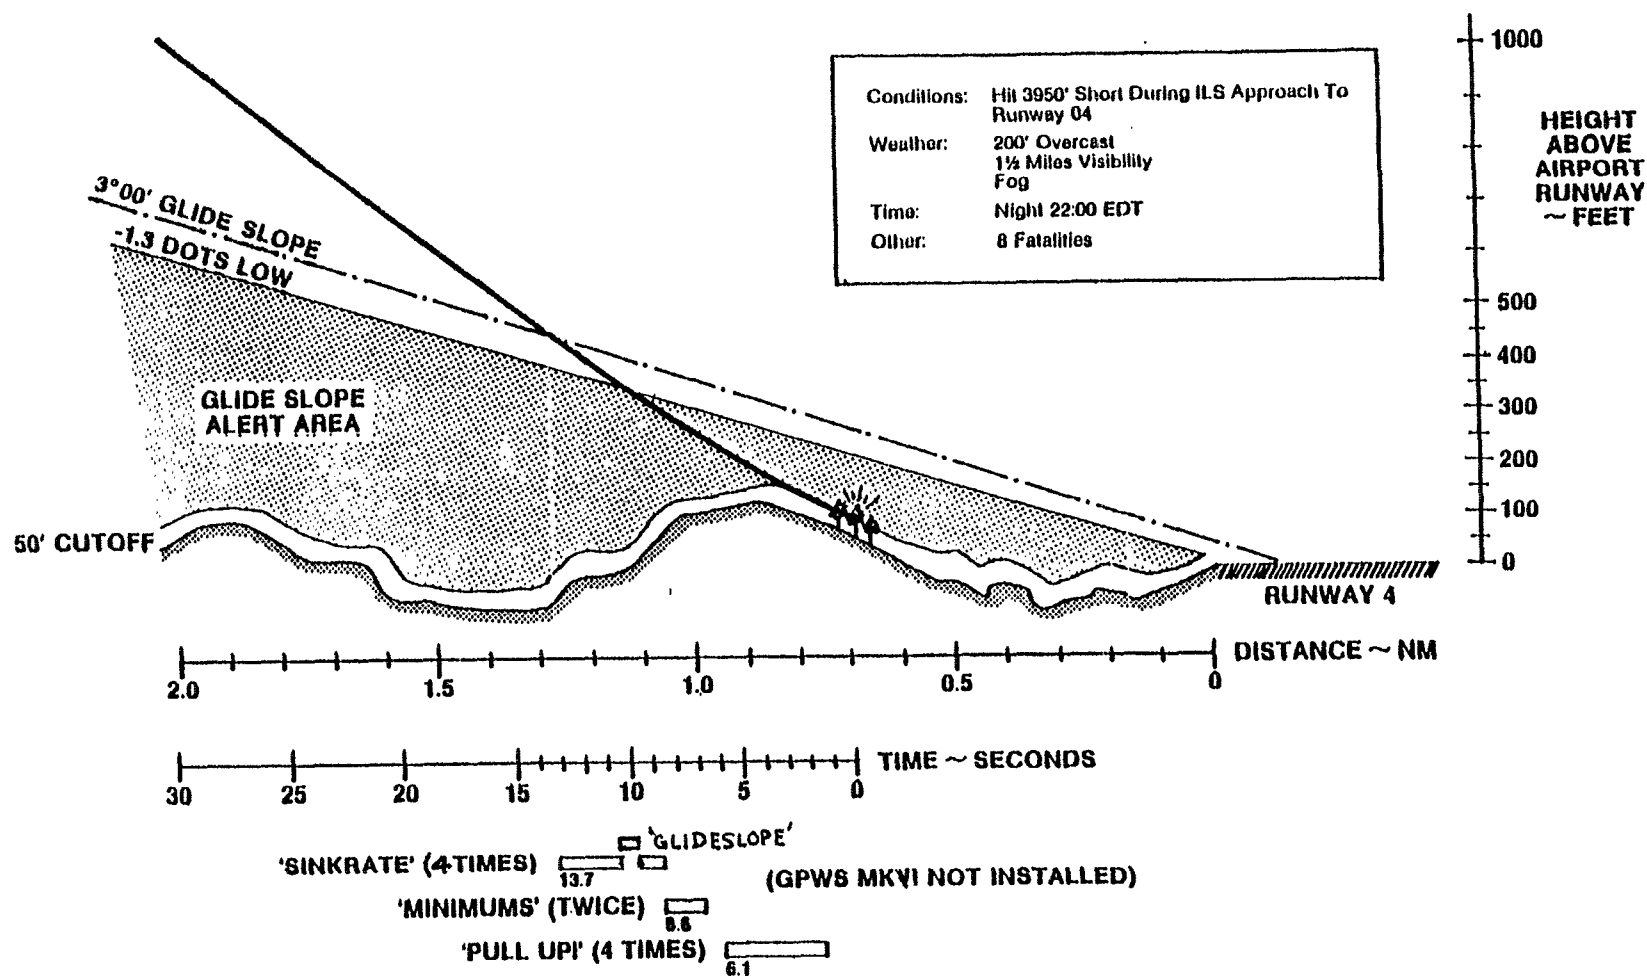 1000
Conditions: Hit 3950' Short During ILS Approach To
Runway 04
Weather: 200' Overcast
1½ Miles Visibility
Fog
Time: Night 22:00 EDT
Other: 8 Fatalities
HEIGHT
ABOVE
AIRPORT
RUNWAY
~ FEET
3°00' GLIDE SLOPE
-1.3 DOTS LOW
500
400
300
200
100
0
GLIDE SLOPE
ALERT AREA
50' CUTOFF
RUNWAY 4
DISTANCE ~ NM
2.0 1.5 1.0 0.5 0
TIME ~ SECONDS
30 25 20 15 10 5 0
'GLIDESLOPE'
'SINKRATE' (4 TIMES)
13.7
(GPWS MKVI NOT INSTALLED)
'MINIMUMS' (TWICE)
8.6
'PULL UP!' (4 TIMES)
6.1